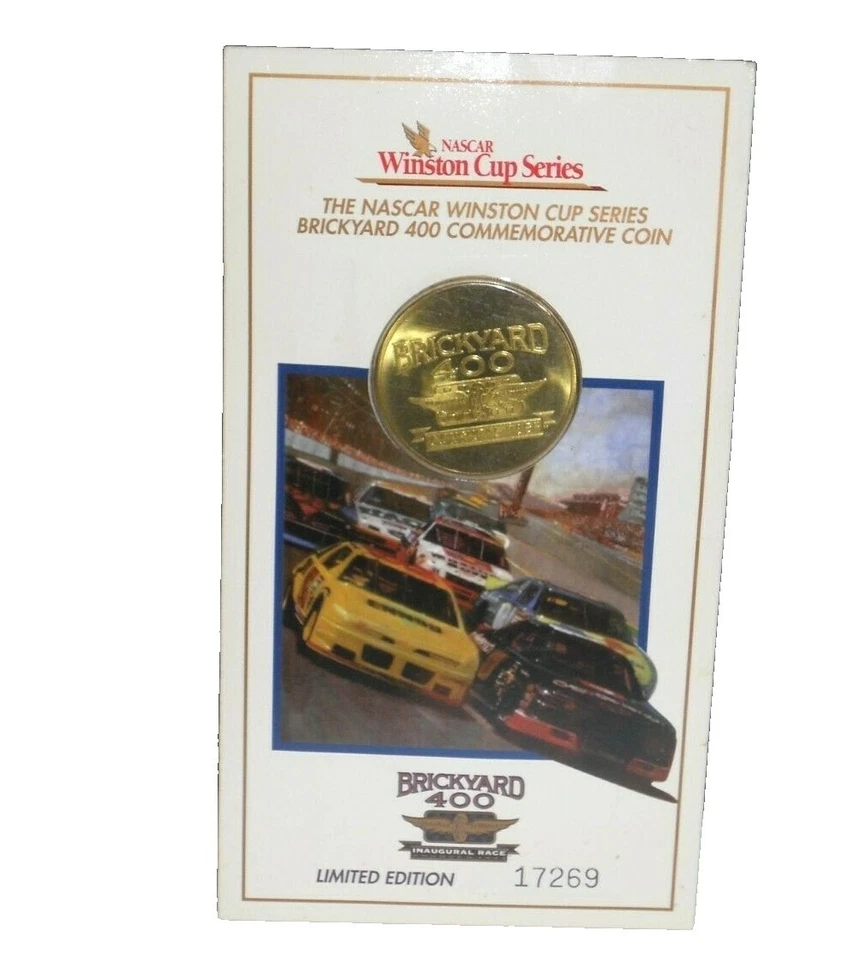 NASCAR
Winston Cup Series
THE NASCAR WINSTON CUP SERIES
BRICKYARD 400 COMMEMORATIVE COIN
BRICKYARD
400
BRICKYARD
400
INAUGURAL RACE
LIMITED EDITION 17269